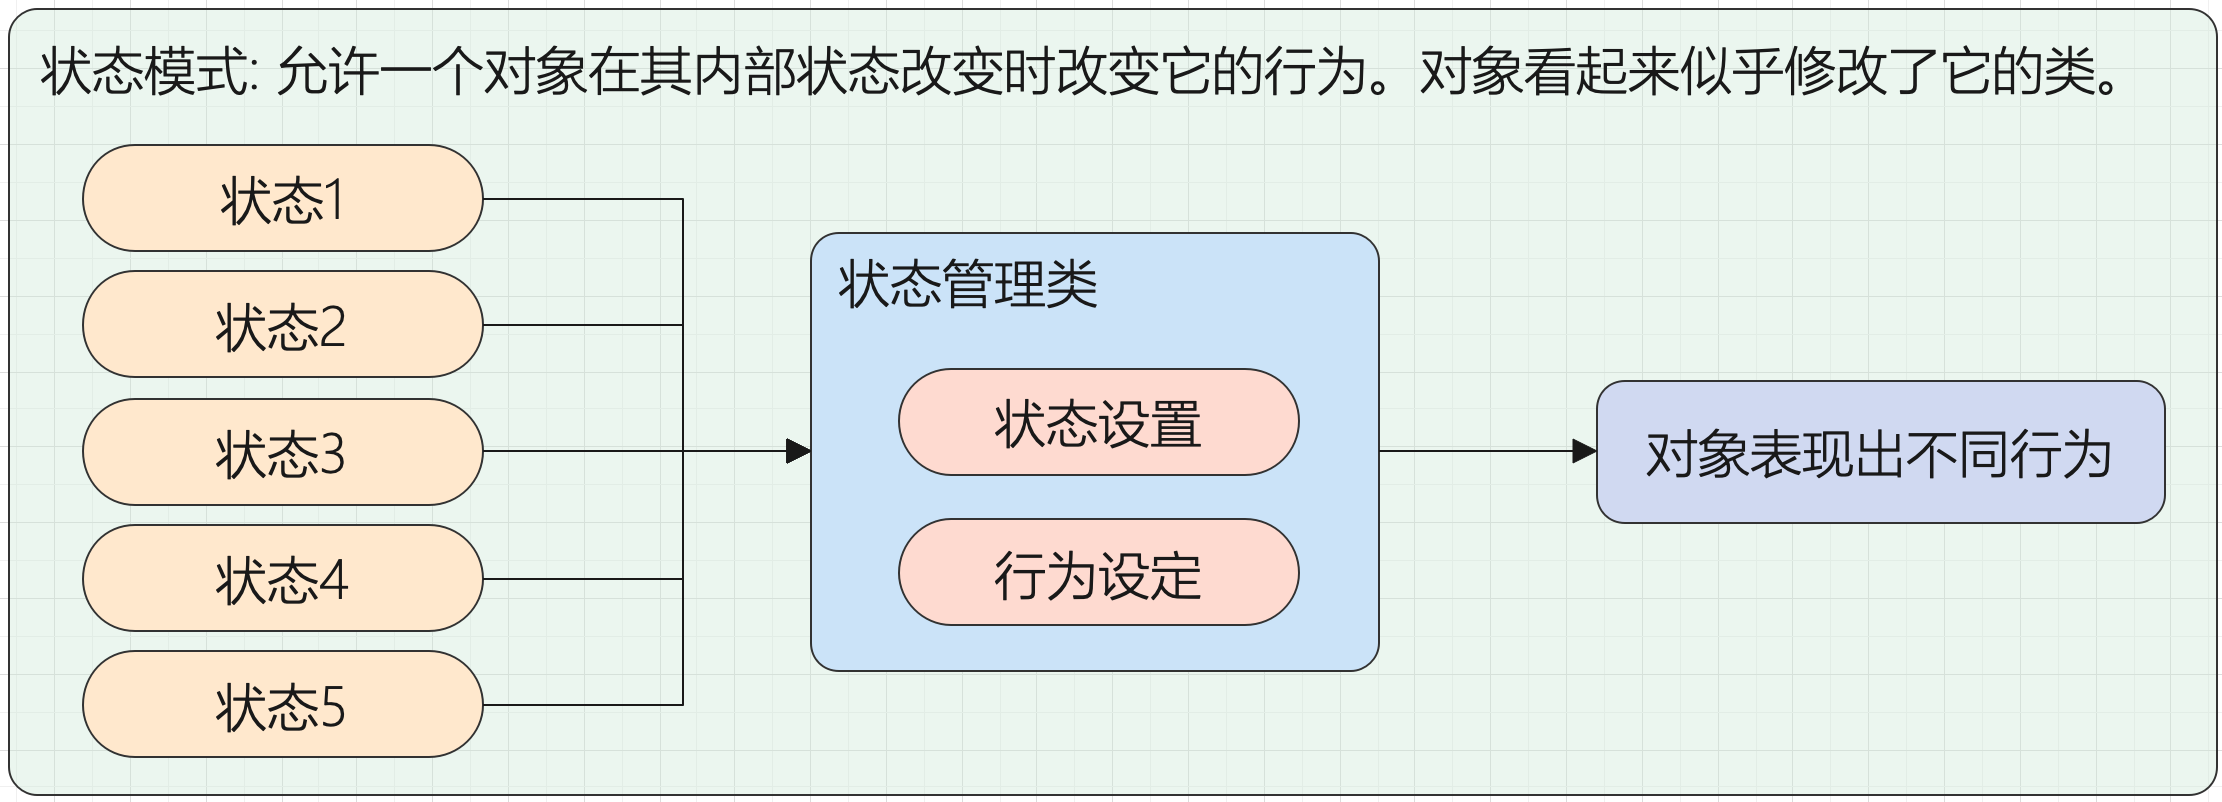 状态模式: 允许一个对象在其内部状态改变时改变它的行为。对象看起来似乎修改了它的类。
状态1
状态2
状态3
状态4
状态5
状态管理类
状态设置
行为设定
对象表现出不同行为